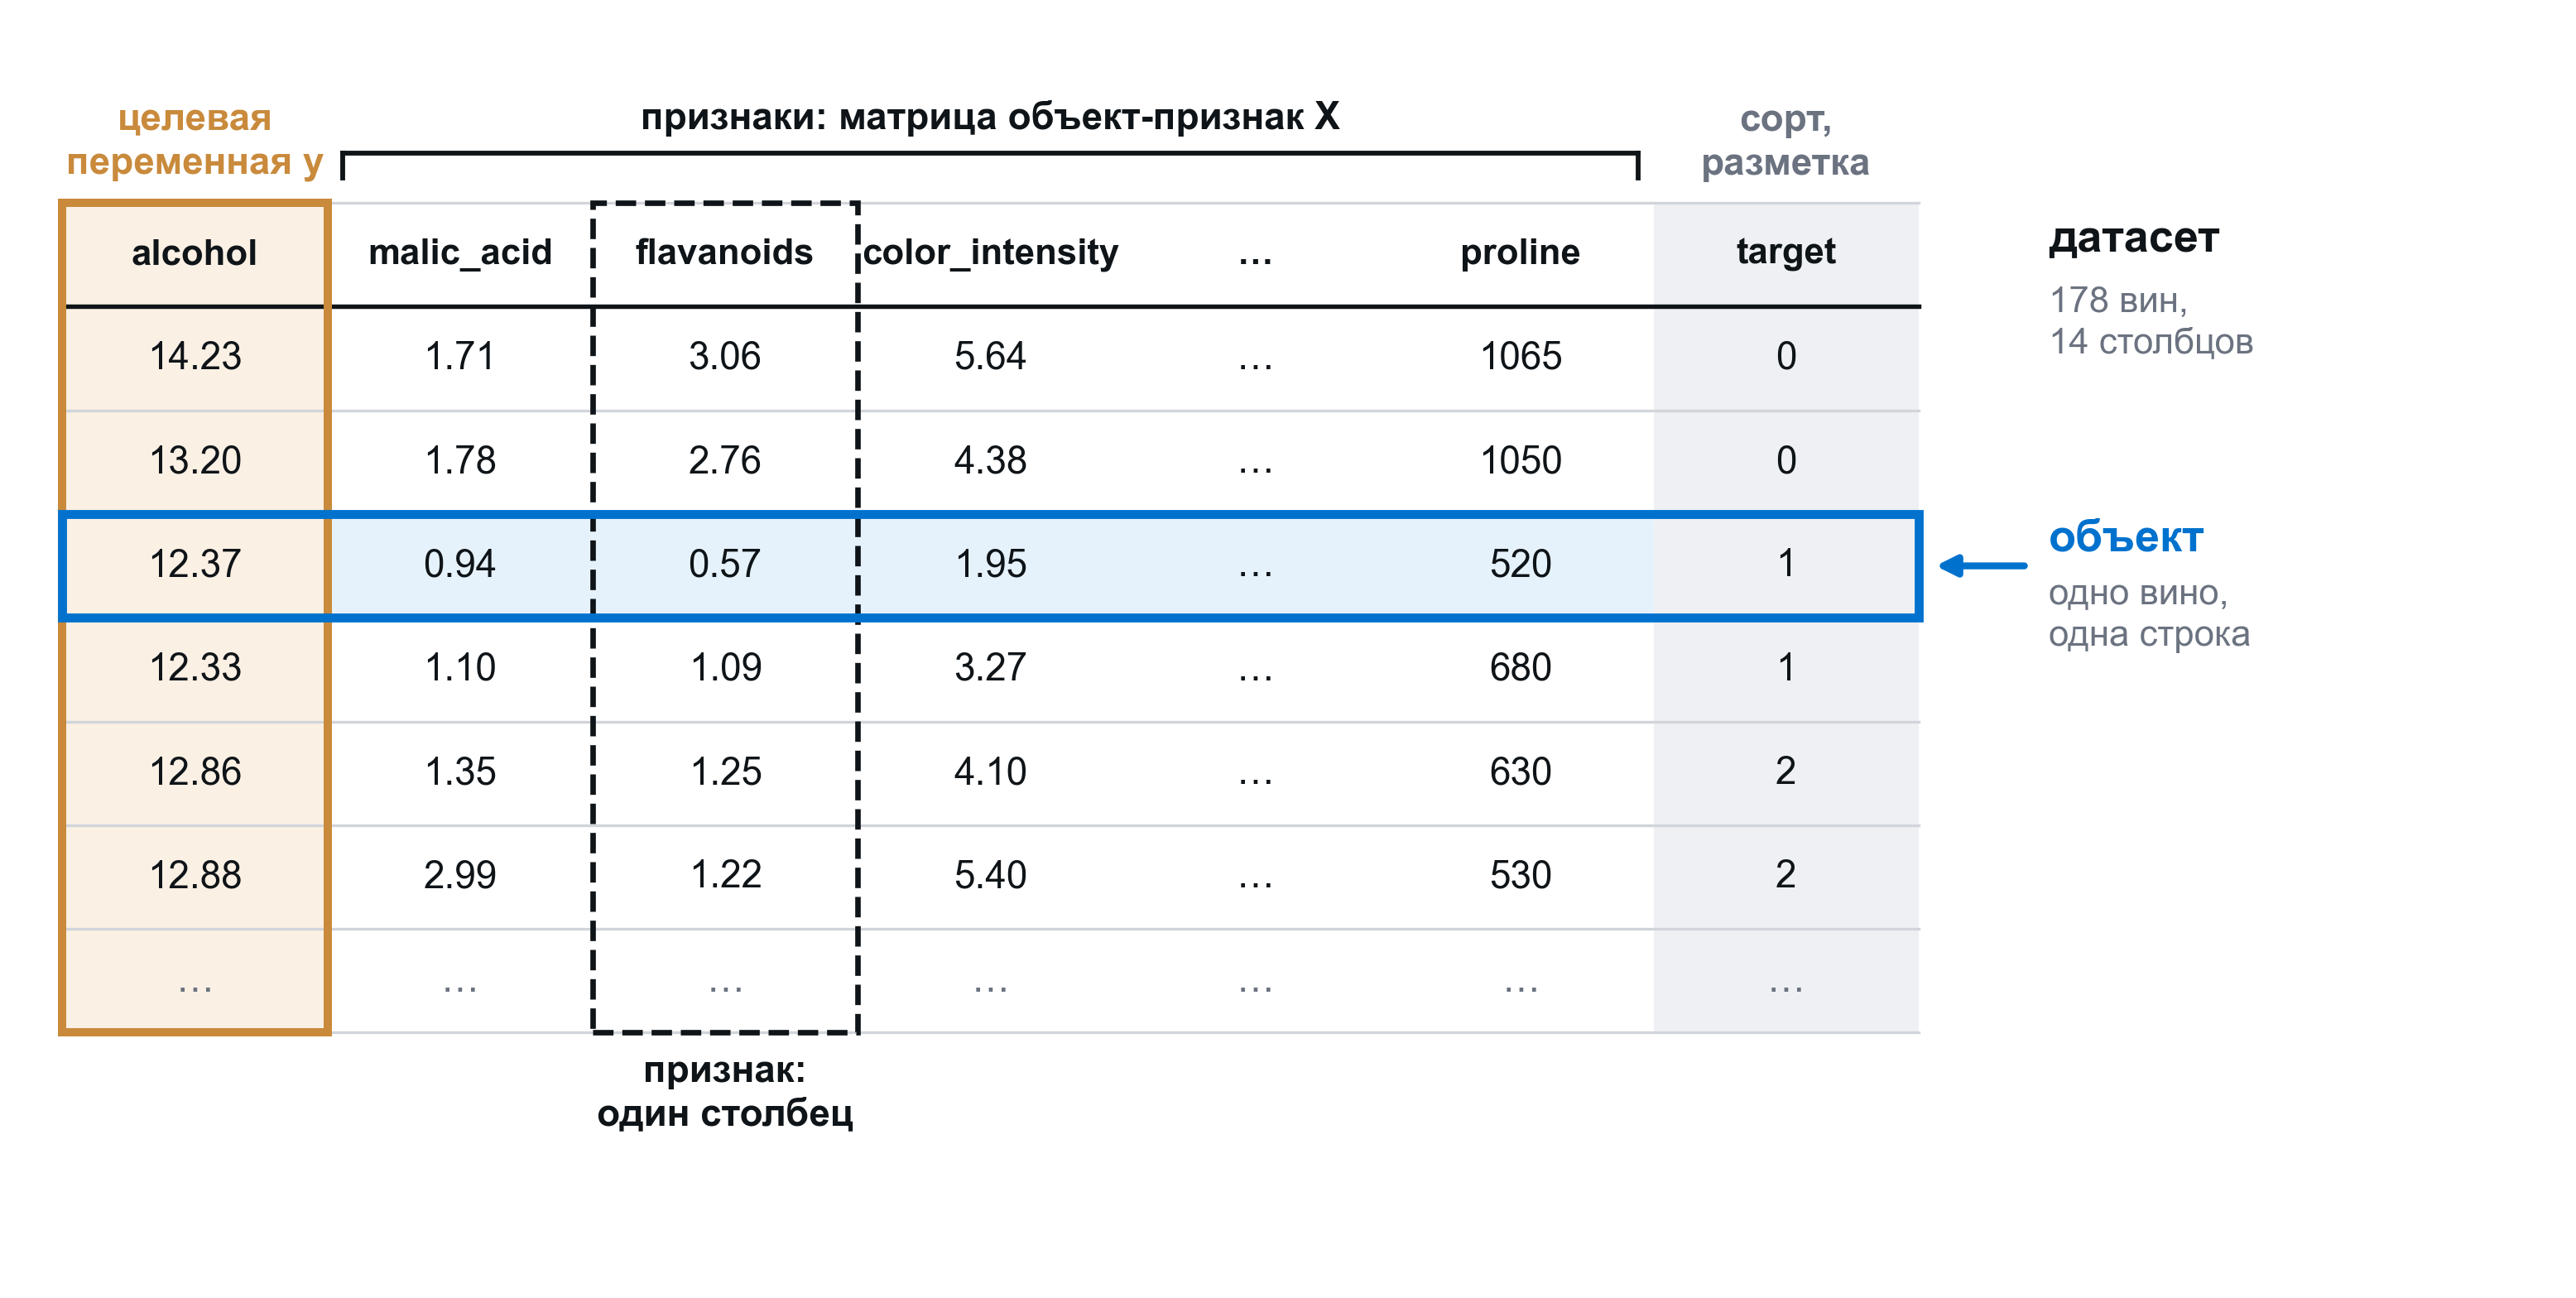 целевая
переменная y
признаки: матрица объект-признак X
сорт,
разметка
alcohol malic_acid flavanoids color_intensity ... proline target
14.23 1.71 3.06 5.64 ... 1065 0
13.20 1.78 2.76 4.38 ... 1050 0
12.37 0.94 0.57 1.95 ... 520 1
12.33 1.10 1.09 3.27 ... 680 1
12.86 1.35 1.25 4.10 ... 630 2
12.88 2.99 1.22 5.40 ... 530 2
... ... ... ... ... ... ...
датасет
178 вин,
14 столбцов
объект
одно вино,
одна строка
признак:
один столбец